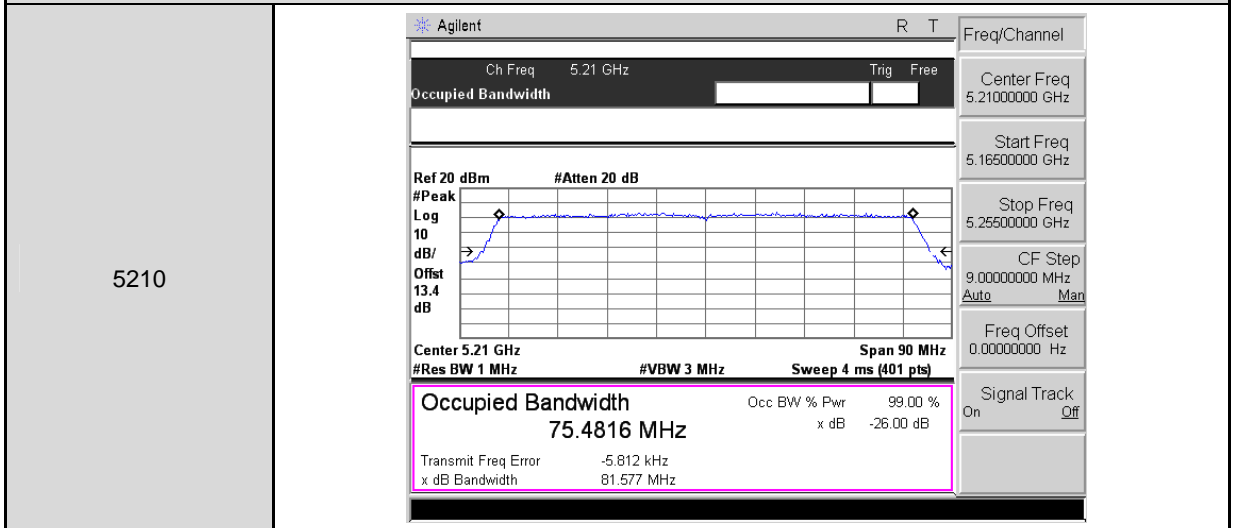 5210
Agilent
R T
Ch Freq 5.21 GHz Trig Free
Occupied Bandwidth
Ref 20 dBm #Atten 20 dB
#Peak
Log
10
dB/
Offst
13.4
dB
Center 5.21 GHz Span 90 MHz
#Res BW 1 MHz #VBW 3 MHz Sweep 4 ms (401 pts)
Occupied Bandwidth Occ BW % Pwr 99.00 %
75.4816 MHz x dB -26.00 dB
Transmit Freq Error -5.812 kHz
x dB Bandwidth 81.577 MHz
Freq/Channel
Center Freq
5.21000000 GHz
Start Freq
5.16500000 GHz
Stop Freq
5.25500000 GHz
CF Step
9.00000000 MHz
Auto Man
Freq Offset
0.00000000 Hz
Signal Track
On Off